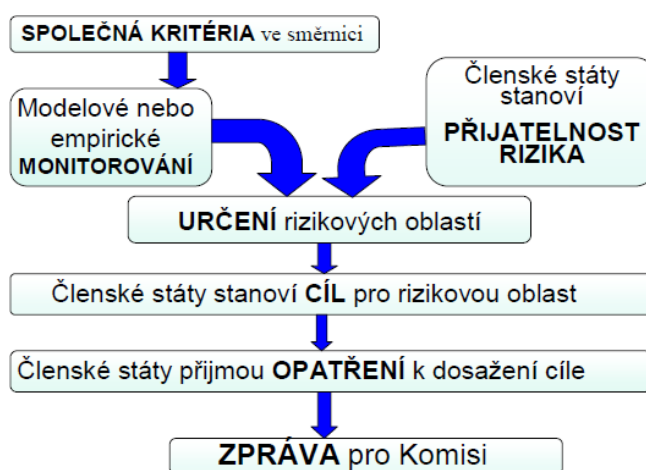 SPOLEČNÁ KRITÉRIA ve směrnici
Modelové nebo
empirické
MONITOROVÁNÍ
Členské státy
stanoví
PŘIJATELNOST
RIZIKA
URČENÍ rizikových oblastí
Členské státy stanoví CÍL pro rizikovou oblast
Členské státy přijmou OPATŘENÍ k dosažení cíle
ZPRÁVA pro Komisi